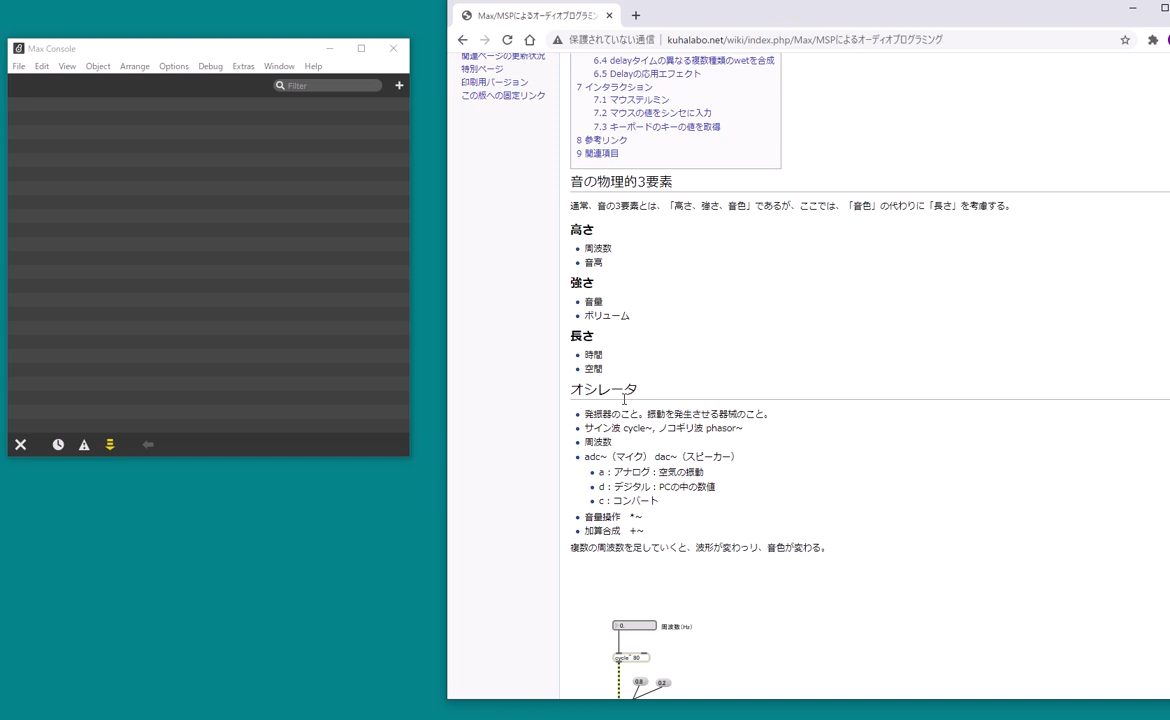 Max Console
File Edit View Object Arrange Options Debug Extras Window Help
Filter
Max/MSPによるオーディオプログラミン
保護されていない通信 | kuhalabo.net/wiki/index.php/Max/MSPによるオーディオプログラミング
関連ページの更新状況
特別ページ
印刷用バージョン
この版への固定リンク
6.4 delayタイムの異なる複数種類のwetを合成
6.5 Delayの応用エフェクト
7 インタラクション
7.1 マウステルミン
7.2 マウスの値をシンセに入力
7.3 キーボードのキーの値を取得
8 参考リンク
9 関連項目
音の物理的3要素
通常、音の3要素とは、「高さ、強さ、音色」であるが、ここでは、「音色」の代わりに「長さ」を考慮する。
高さ
周波数
音高
強さ
音量
ボリューム
長さ
時間
空間
オシレータ
発振器のこと。振動を発生させる器械のこと。
サイン波 cycle~, ノコギリ波 phasor~
周波数
adc~（マイク） dac~（スピーカー）
a：アナログ：空気の振動
d：デジタル：PCの中の数値
c：コンバート
音量操作　*~
加算合成　+~
複数の周波数を足していくと、波形が変わっり、音色が変わる。
0. 周波数(Hz)
cycle~ 80
0.8 0.2